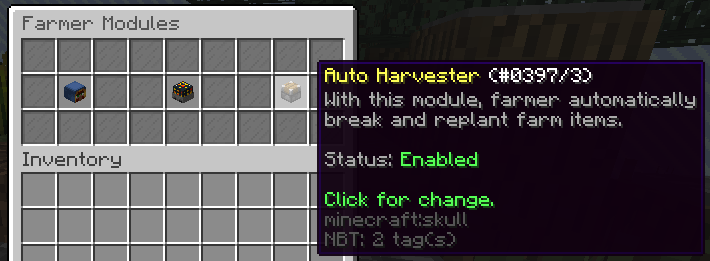 Farmer Modules
Auto Harvester (#0397/3)
With this module, farmer automatically
break and replant farm items.
Status: Enabled
Click for change.
minecraft:skull
NBT: 2 tag(s)
Inventory